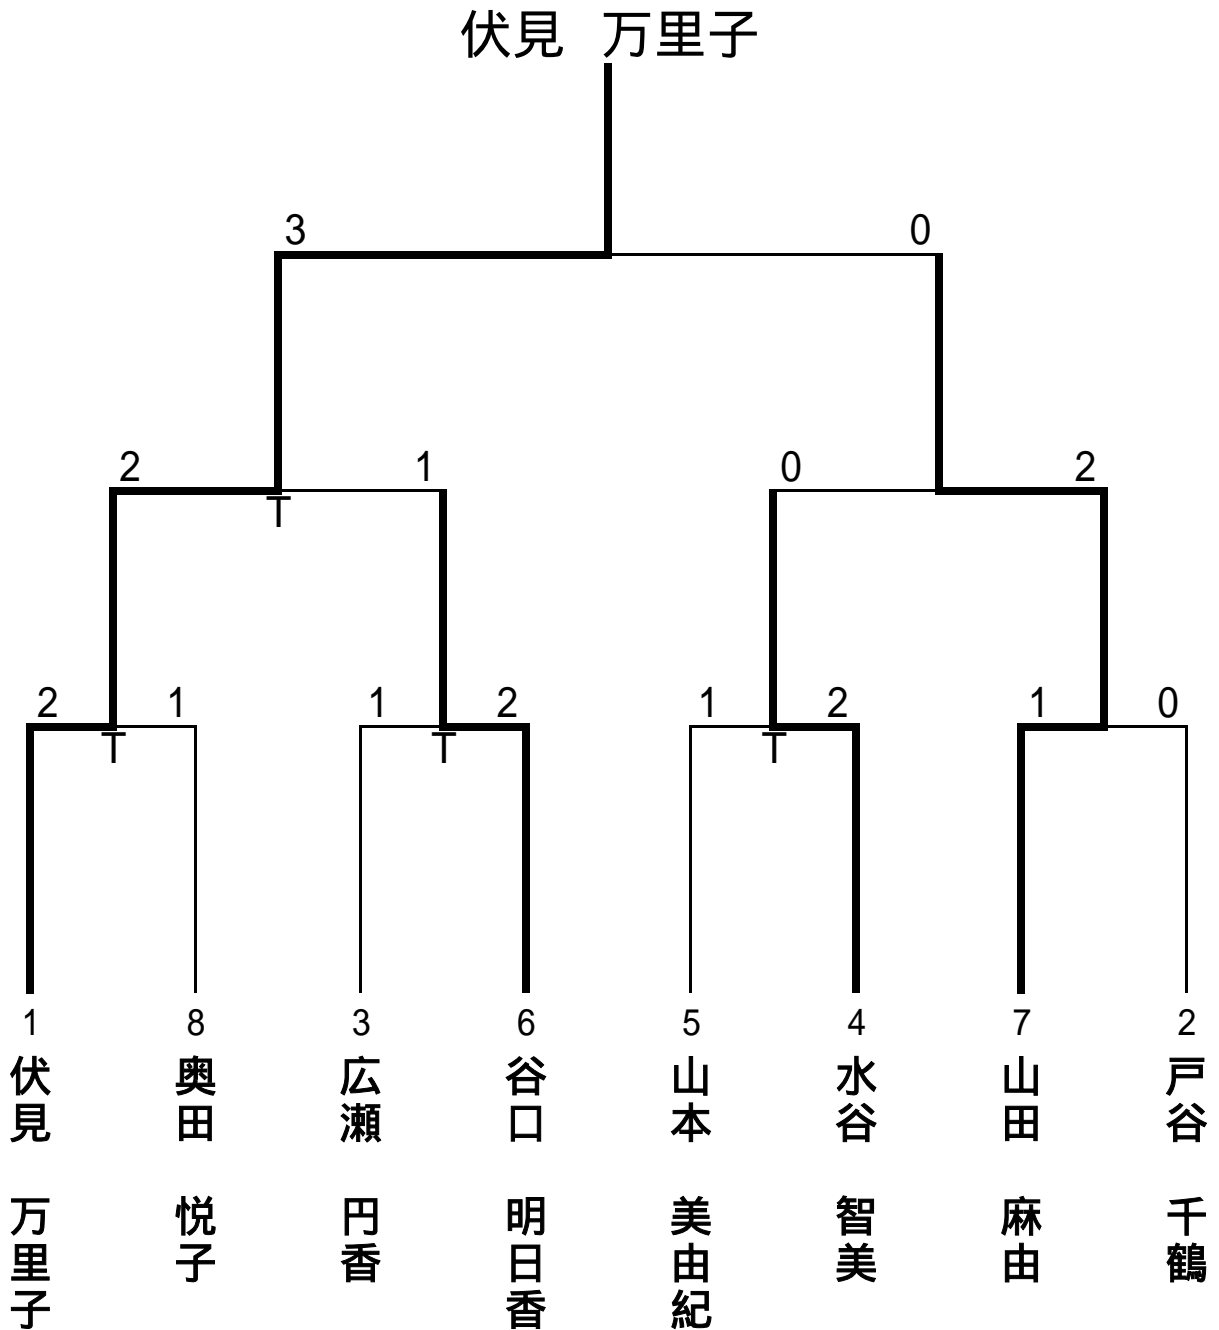 伏見 万里子
3 0
2 1 0 2
T
2 1 1 2 1 2 1 0
T T T
1 8 3 6 5 4 7 2
伏見 万里子
奥田 悦子
広瀬 円香
谷口 明日香
山本 美由紀
水谷 智美
山田 麻由
戸谷 千鶴